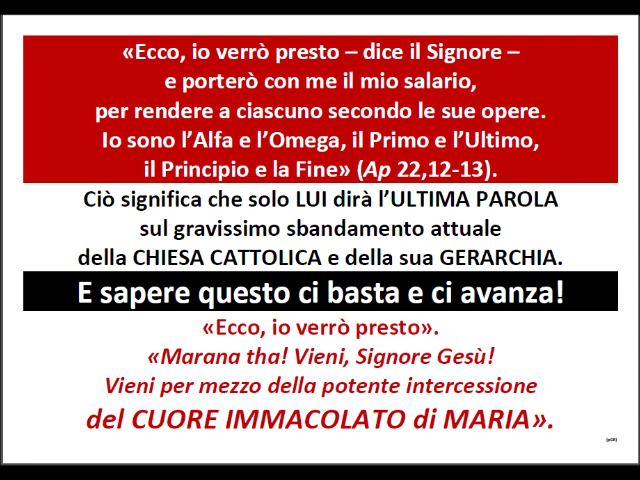 «Ecco, io verrò presto – dice il Signore –
e porterò con me il mio salario,
per rendere a ciascuno secondo le sue opere.
Io sono l'Alfa e l'Omega, il Primo e l'Ultimo,
il Principio e la Fine» (Ap 22,12-13).
Ciò significa che solo LUI dirà l'ULTIMA PAROLA
sul gravissimo sbandamento attuale
della CHIESA CATTOLICA e della sua GERARCHIA.
E sapere questo ci basta e ci avanza!
«Ecco, io verrò presto».
«Marana tha! Vieni, Signore Gesù!
Vieni per mezzo della potente intercessione
del CUORE IMMACOLATO di MARIA».